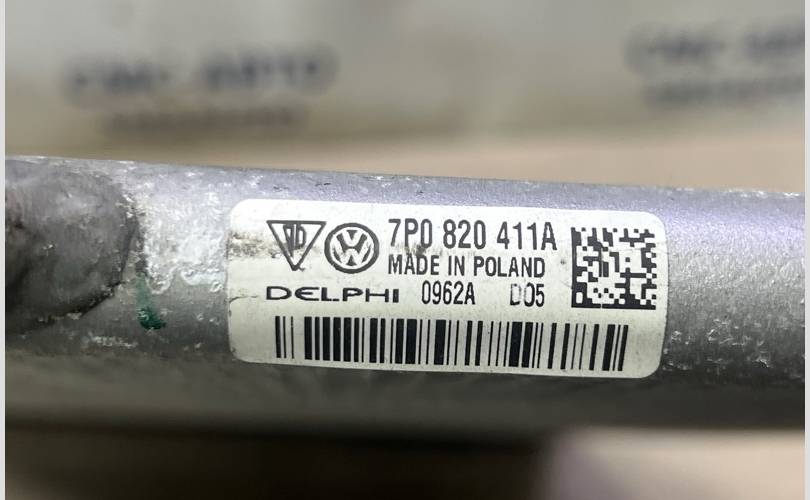 7P0 820 411A
MADE IN POLAND
DELPHI 0962A D05